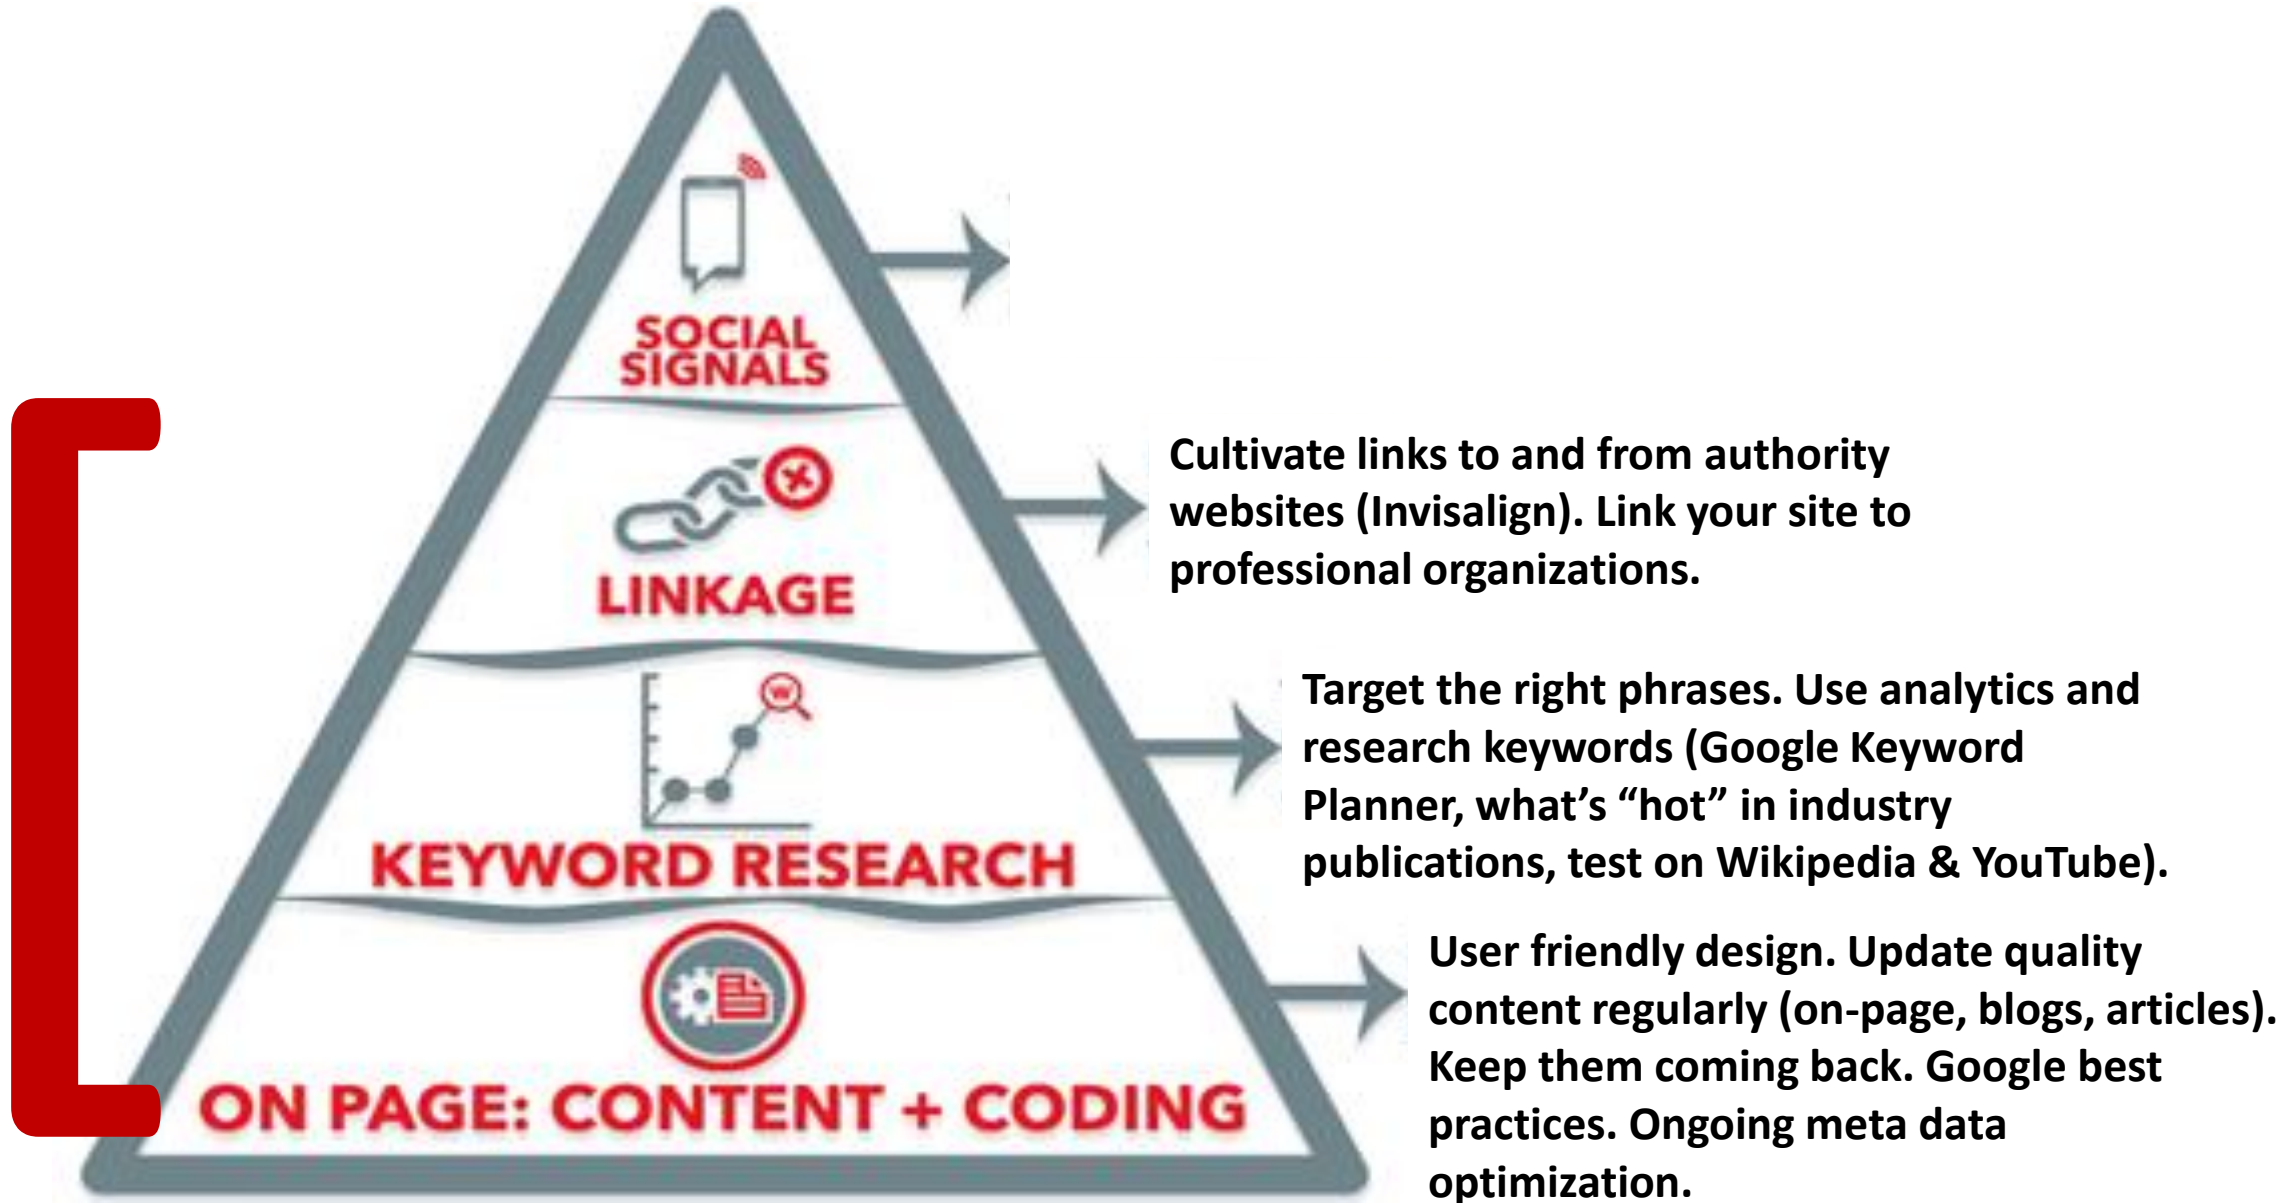 SOCIAL
SIGNALS
LINKAGE
Cultivate links to and from authority
websites (Invisalign). Link your site to
professional organizations.
W
KEYWORD RESEARCH
Target the right phrases. Use analytics and
research keywords (Google Keyword
Planner, what’s “hot” in industry
publications, test on Wikipedia & YouTube).
ON PAGE: CONTENT + CODING
User friendly design. Update quality
content regularly (on-page, blogs, articles).
Keep them coming back. Google best
practices. Ongoing meta data
optimization.